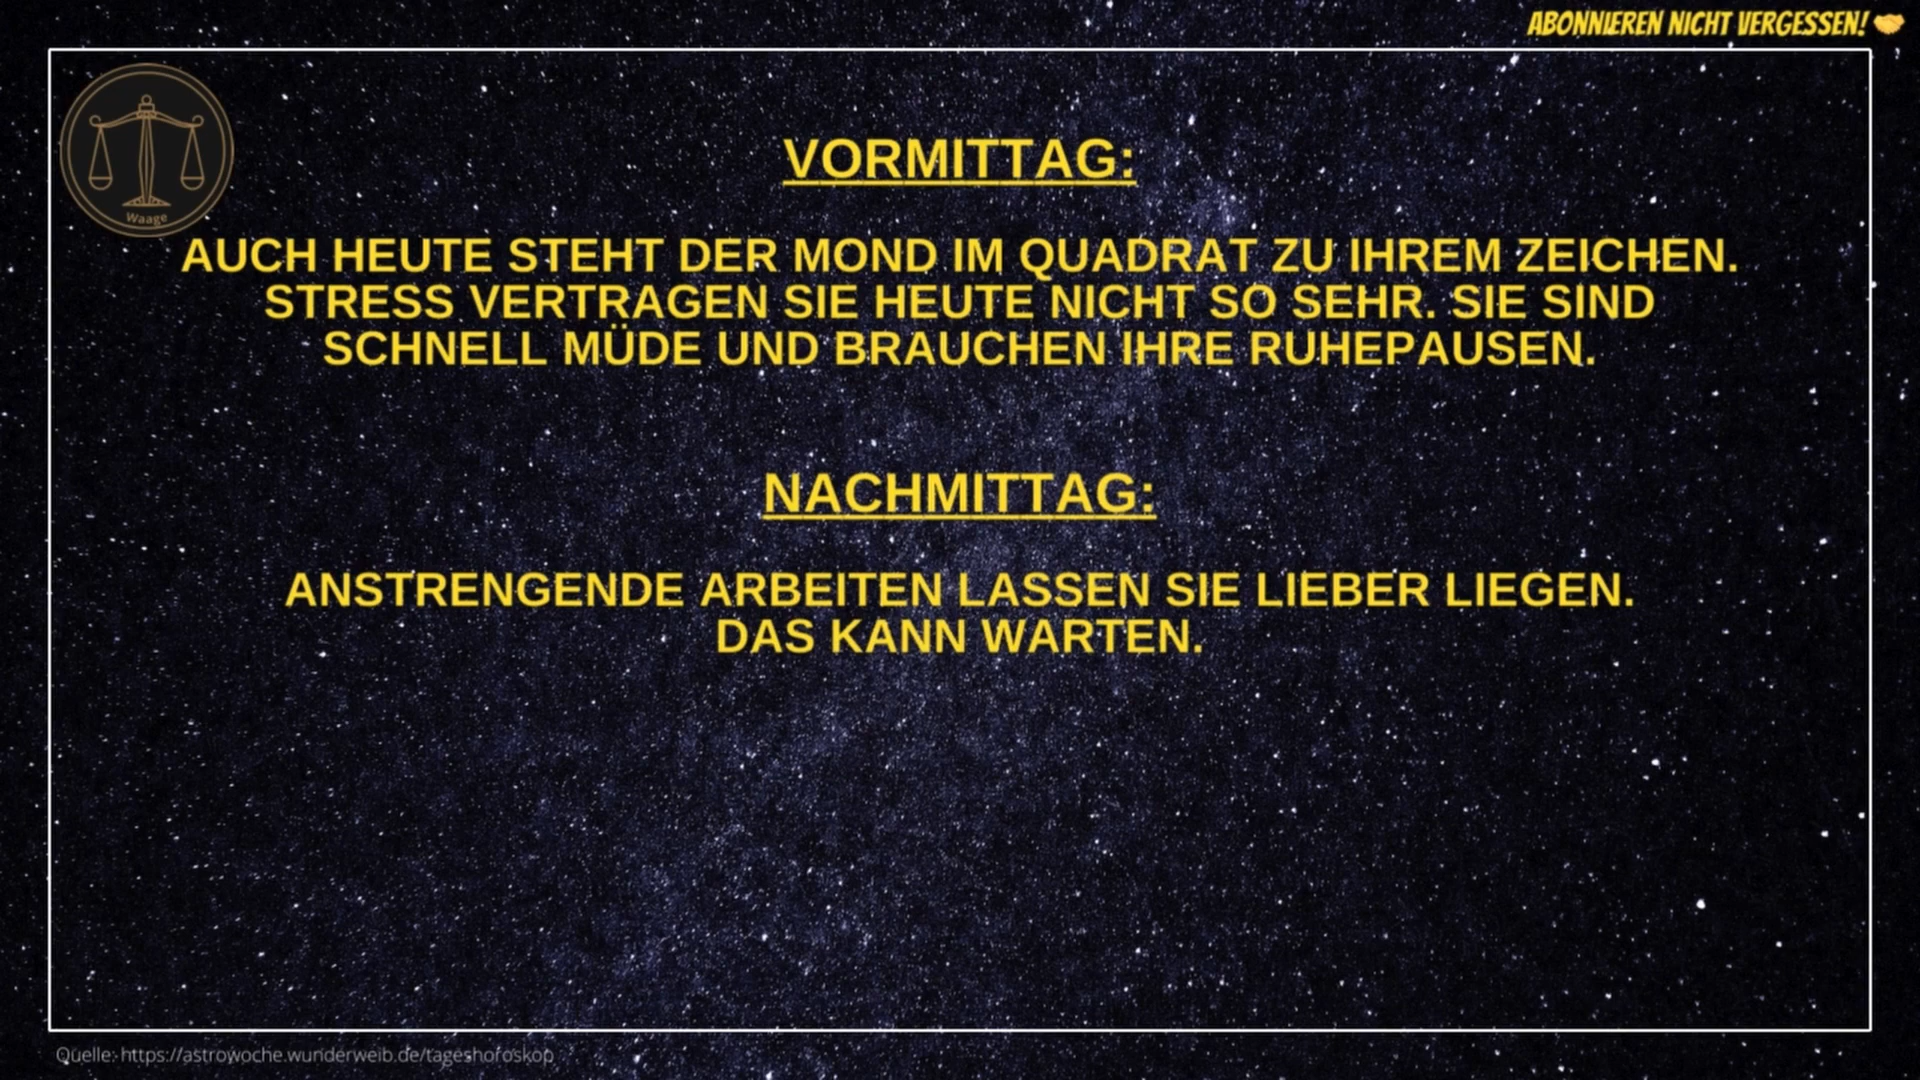 ABONNIEREN NICHT VERGESSEN!
Waage
VORMITTAG:
AUCH HEUTE STEHT DER MOND IM QUADRAT ZU IHREM ZEICHEN.
STRESS VERTRAGEN SIE HEUTE NICHT SO SEHR. SIE SIND
SCHNELL MÜDE UND BRAUCHEN IHRE RUHEPAUSEN.
NACHMITTAG:
ANSTRENGENDE ARBEITEN LASSEN SIE LIEBER LIEGEN.
DAS KANN WARTEN.
Quelle: https://astrowoche.wunderweib.de/tageshoroskop